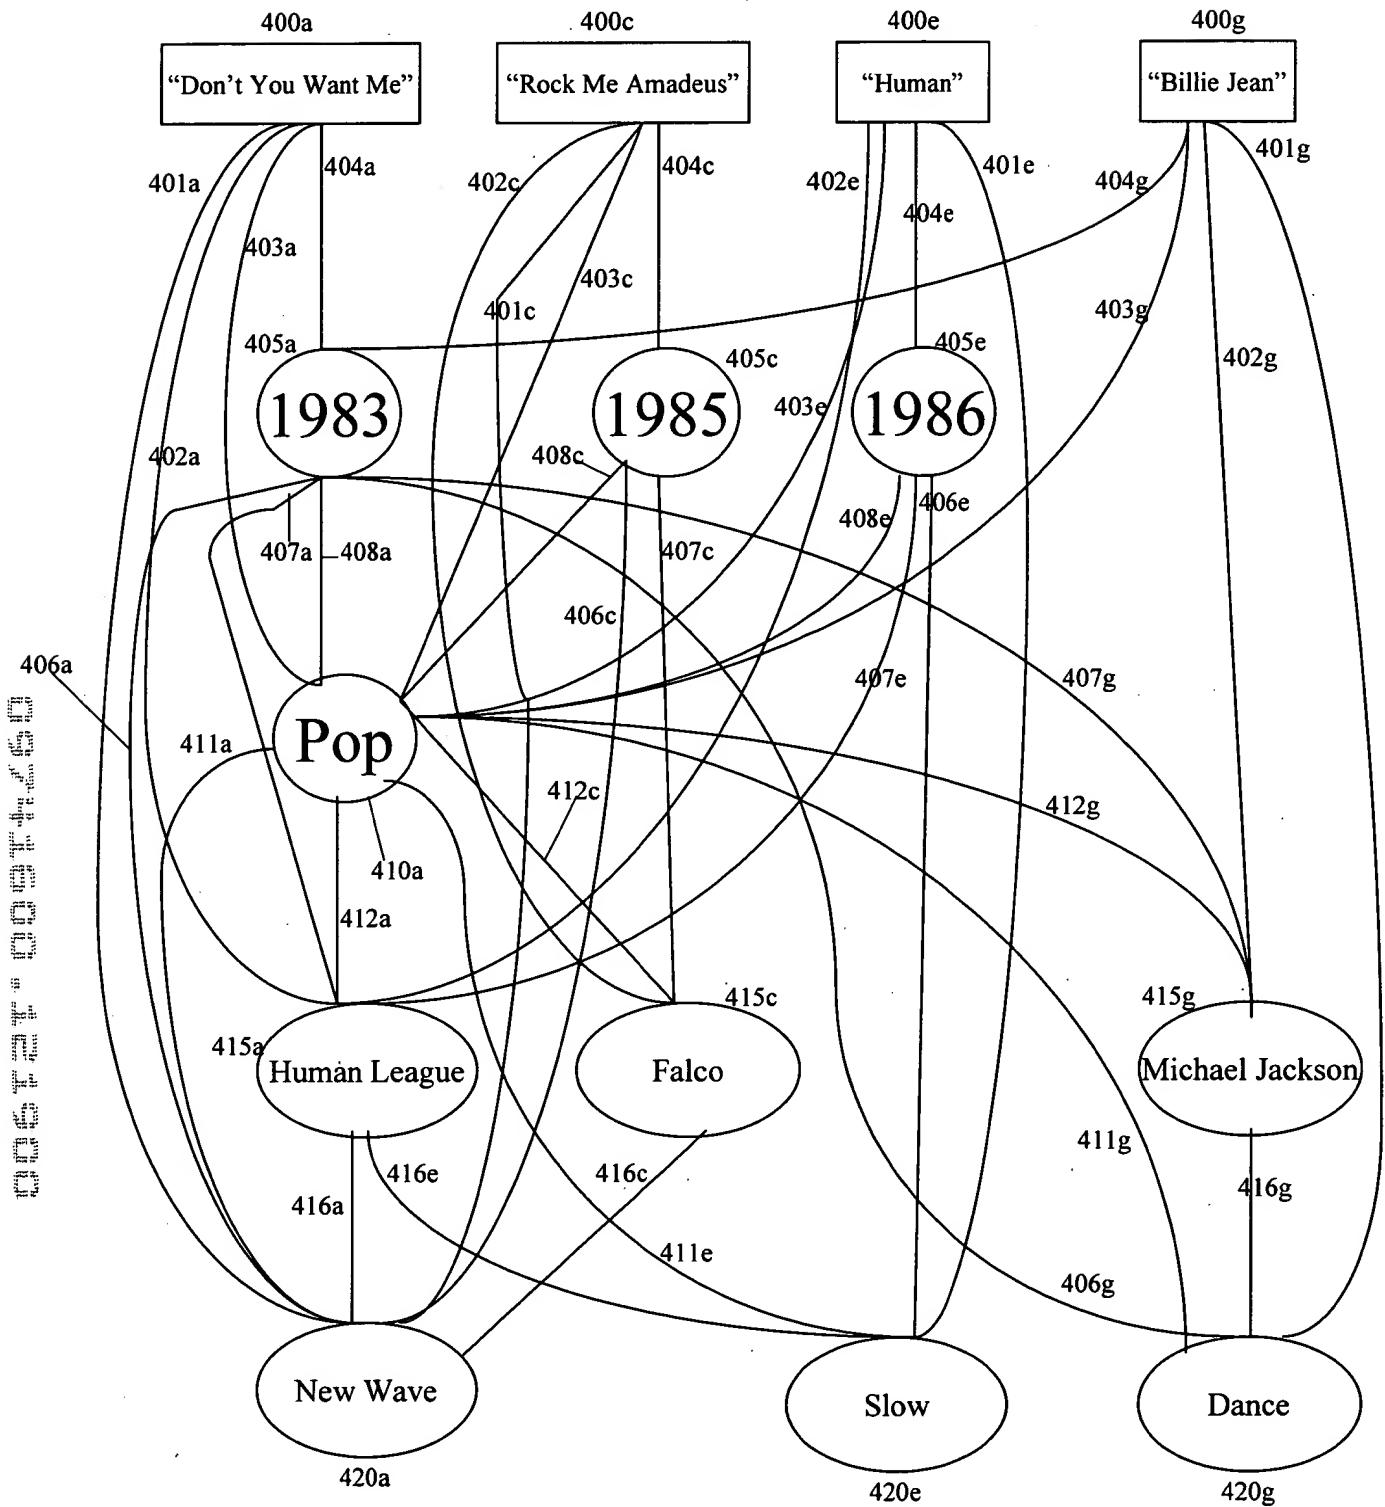 400a 400c 400e 400g
“Don’t You Want Me” “Rock Me Amadeus” “Human” “Billie Jean”
401a 404a 402c 404c 402e 401e 404g 401g
404e
403a 403c
401c 403g
405a 405c 405e 402g
1983 1985 1986
403e
402a 408c
406e
408e
407a 408a 407c
406c
406a 407e 407g
Pop
411a
412c 412g
410a
412a
415c 415g
415a
Human League Falco Michael Jackson
411g
416e 416c
416a 416g
411e
406g
New Wave Slow Dance
420a 420e 420g